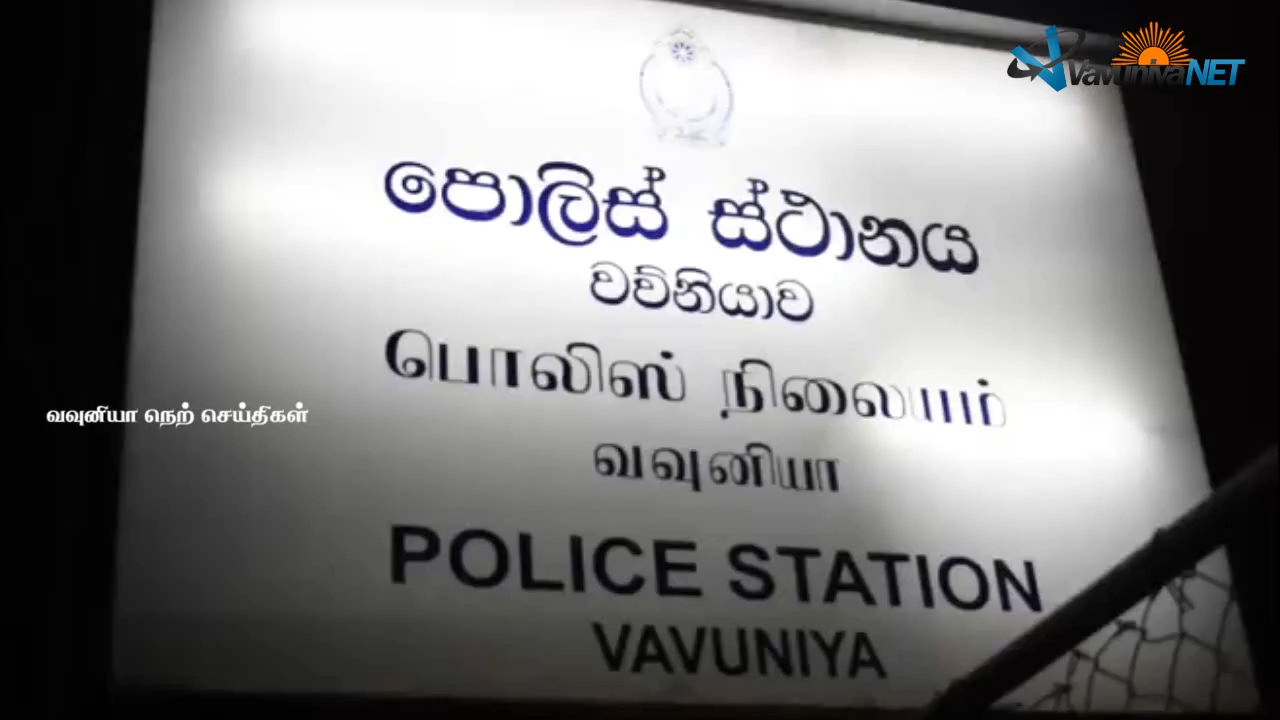 VavuniyaNET
පොලිස් ස්ථානය
වව්නියාව
பொலிஸ் நிலையம்
வவுனியா நெற் செய்திகள்
வவுனியா
POLICE STATION
VAVUNIYA